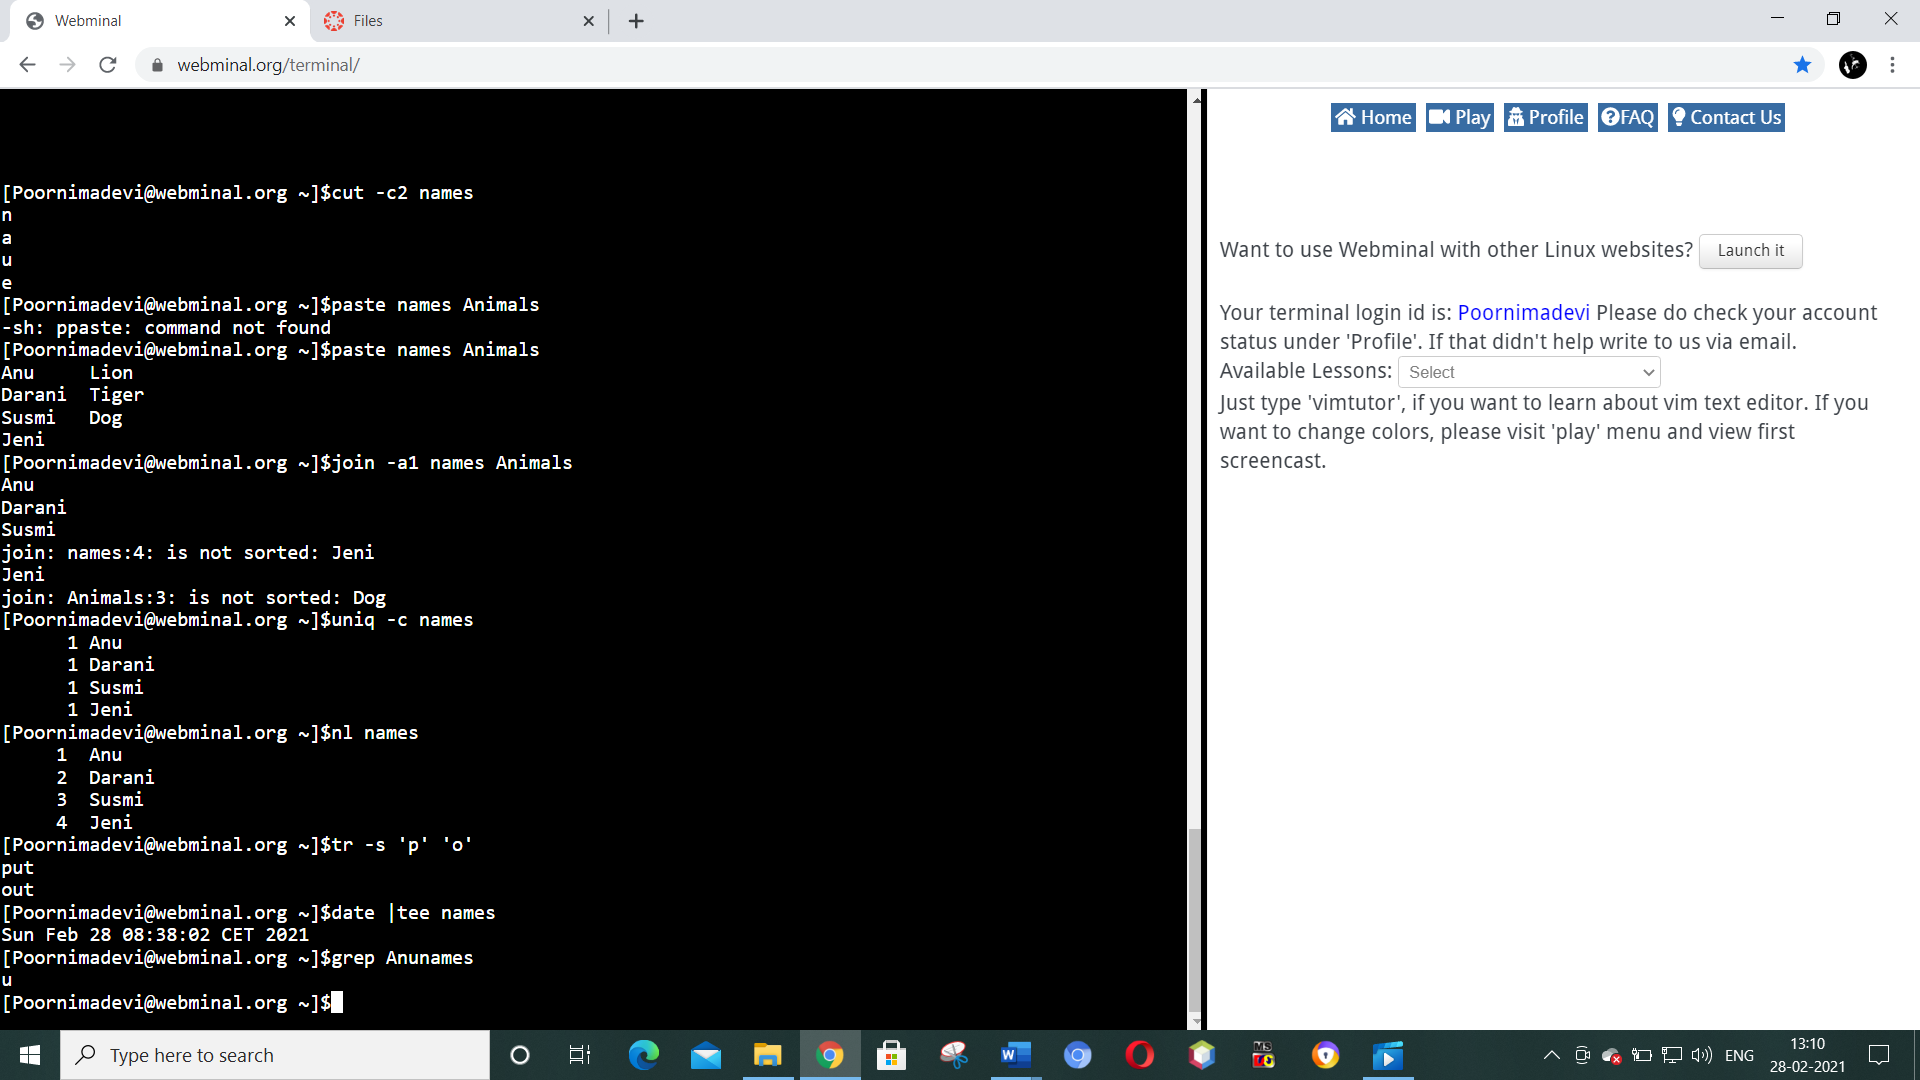 Webminal
Files
webminal.org/terminal/
[Poornimadevi@webminal.org ~]$cut -c2 names
n
a
u
e
[Poornimadevi@webminal.org ~]$paste names Animals
-sh: ppaste: command not found
[Poornimadevi@webminal.org ~]$paste names Animals
Anu     Lion
Darani  Tiger
Susmi   Dog
Jeni
[Poornimadevi@webminal.org ~]$join -a1 names Animals
Anu
Darani
Susmi
join: names:4: is not sorted: Jeni
Jeni
join: Animals:3: is not sorted: Dog
[Poornimadevi@webminal.org ~]$uniq -c names
      1 Anu
      1 Darani
      1 Susmi
      1 Jeni
[Poornimadevi@webminal.org ~]$nl names
     1  Anu
     2  Darani
     3  Susmi
     4  Jeni
[Poornimadevi@webminal.org ~]$tr -s 'p' 'o'
put
out
[Poornimadevi@webminal.org ~]$date |tee names
Sun Feb 28 08:38:02 CET 2021
[Poornimadevi@webminal.org ~]$grep Anunames
u
[Poornimadevi@webminal.org ~]$
Home Play Profile FAQ Contact Us
Want to use Webminal with other Linux websites? Launch it
Your terminal login id is: Poornimadevi Please do check your account
status under 'Profile'. If that didn't help write to us via email.
Available Lessons: Select
Just type 'vimtutor', if you want to learn about vim text editor. If you
want to change colors, please visit 'play' menu and view first
screencast.
Type here to search
W
MS
LO
ENG
13:10
28-02-2021